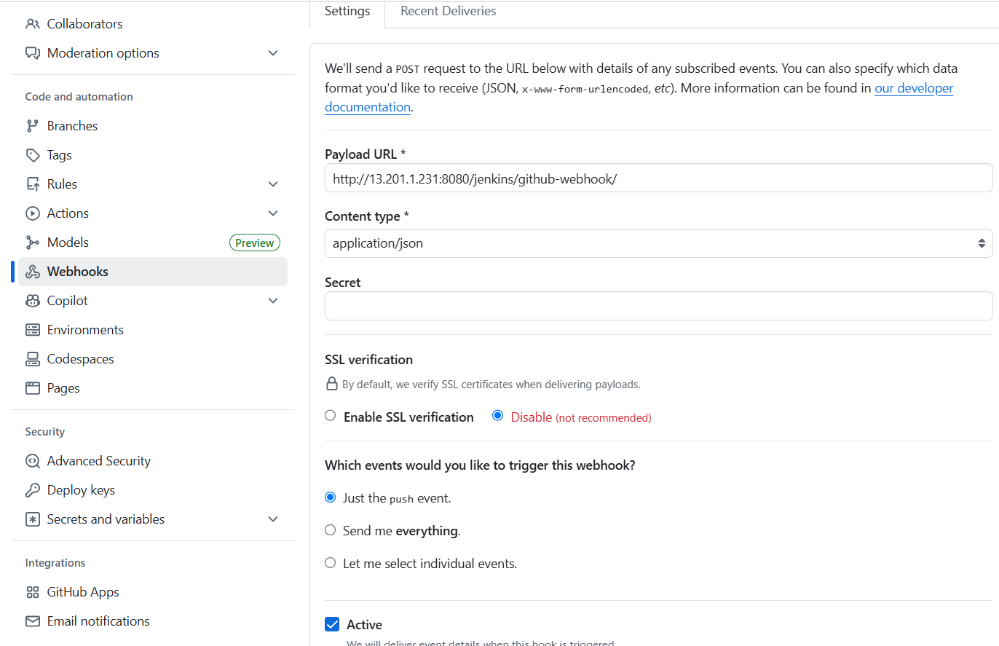 Collaborators
Moderation options
Code and automation
Branches
Tags
Rules
Actions
Models
Preview
Webhooks
Copilot
Environments
Codespaces
Pages
Security
Advanced Security
Deploy keys
Secrets and variables
Integrations
GitHub Apps
Email notifications
Settings
Recent Deliveries
We'll send a POST request to the URL below with details of any subscribed events. You can also specify which data
format you'd like to receive (JSON, x-www-form-urlencoded, etc). More information can be found in our developer
documentation.
Payload URL *
http://13.201.1.231:8080/jenkins/github-webhook/
Content type *
application/json
Secret
SSL verification
By default, we verify SSL certificates when delivering payloads.
Enable SSL verification
Disable (not recommended)
Which events would you like to trigger this webhook?
Just the push event.
Send me everything.
Let me select individual events.
Active
We will deliver event details when this hook is triggered.